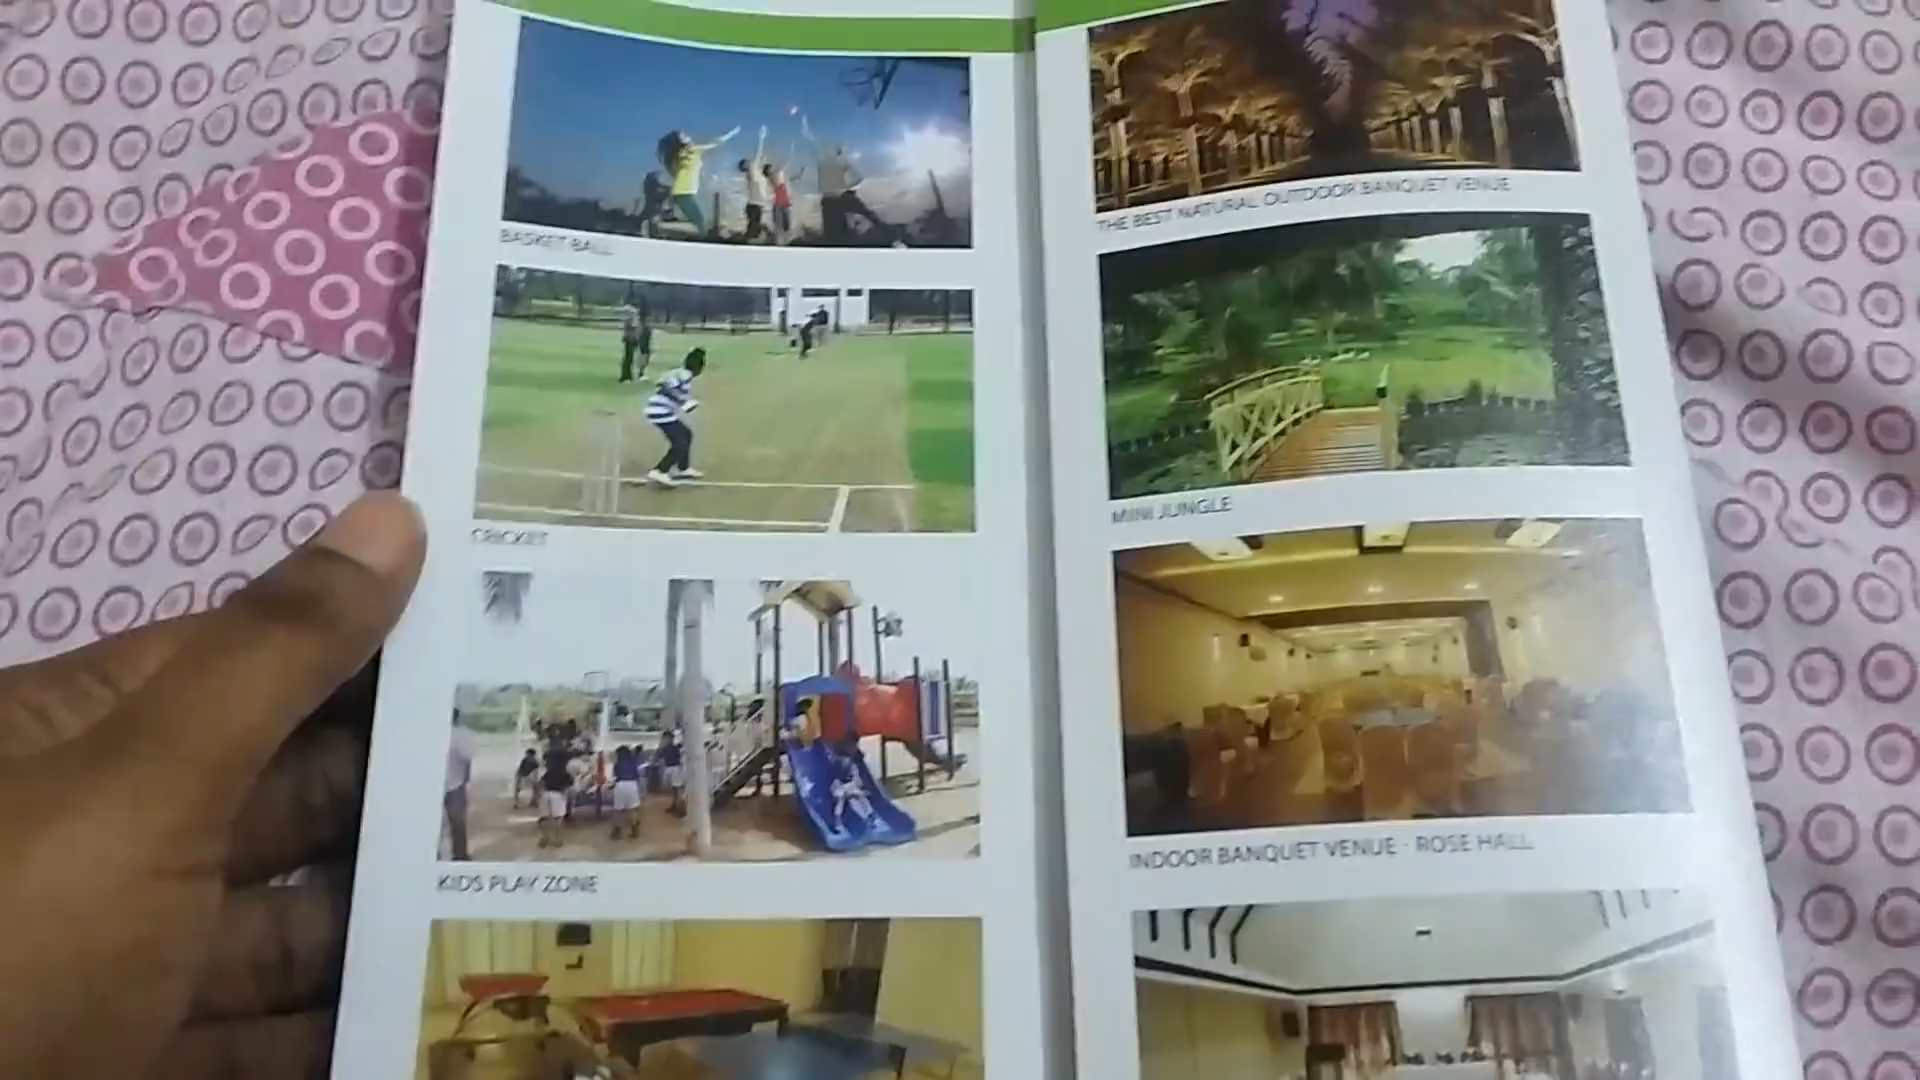 BASKET BALL
CRICKET
KIDS PLAY ZONE
THE BEST NATURAL OUTDOOR BANQUET VENUE
MINI JUNGLE
INDOOR BANQUET VENUE - ROSE HALL